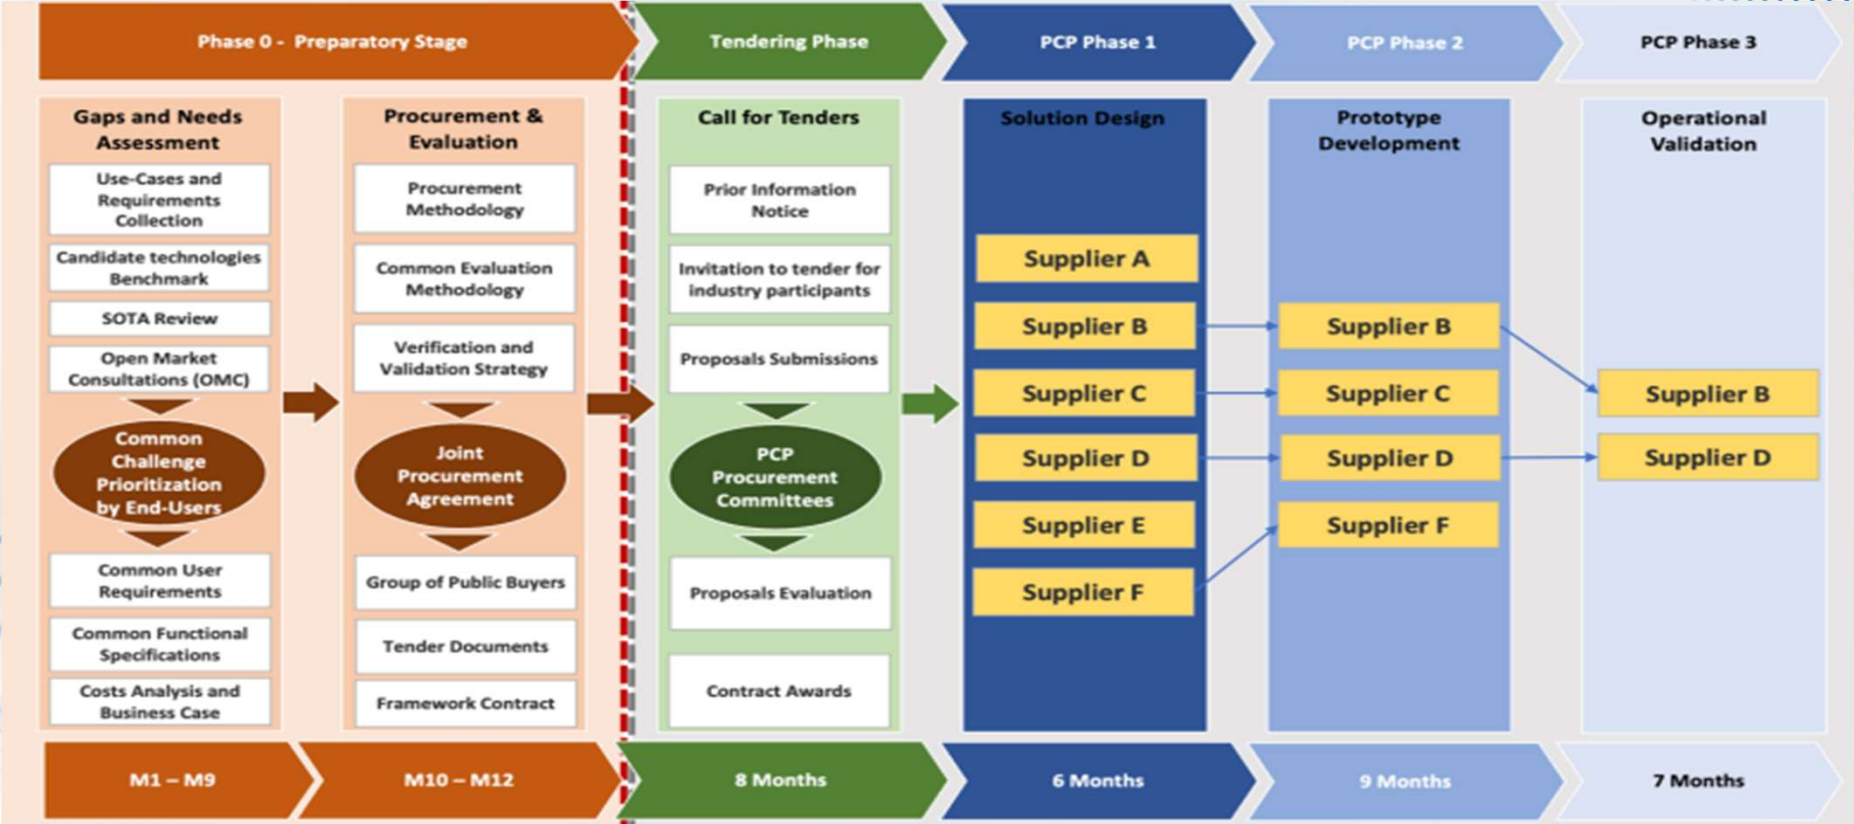 Phase 0 - Preparatory Stage
Tendering Phase
PCP Phase 1
PCP Phase 2
PCP Phase 3
Gaps and Needs
Assessment
Use-Cases and
Requirements
Collection
Candidate technologies
Benchmark
SOTA Review
Open Market
Consultations (OMC)
Common
Challenge
Prioritization
by End-Users
Common User
Requirements
Common Functional
Specifications
Costs Analysis and
Business Case
Procurement &
Evaluation
Procurement
Methodology
Common Evaluation
Methodology
Verification and
Validation Strategy
Joint
Procurement
Agreement
Group of Public Buyers
Tender Documents
Framework Contract
Call for Tenders
Prior Information
Notice
Invitation to tender for
industry participants
Proposals Submissions
PCP
Procurement
Committees
Proposals Evaluation
Contract Awards
Solution Design
Supplier A
Supplier B
Supplier C
Supplier D
Supplier E
Supplier F
Prototype
Development
Supplier B
Supplier C
Supplier D
Supplier F
Operational
Validation
Supplier B
Supplier D
M1 – M9
M10 – M12
8 Months
6 Months
9 Months
7 Months